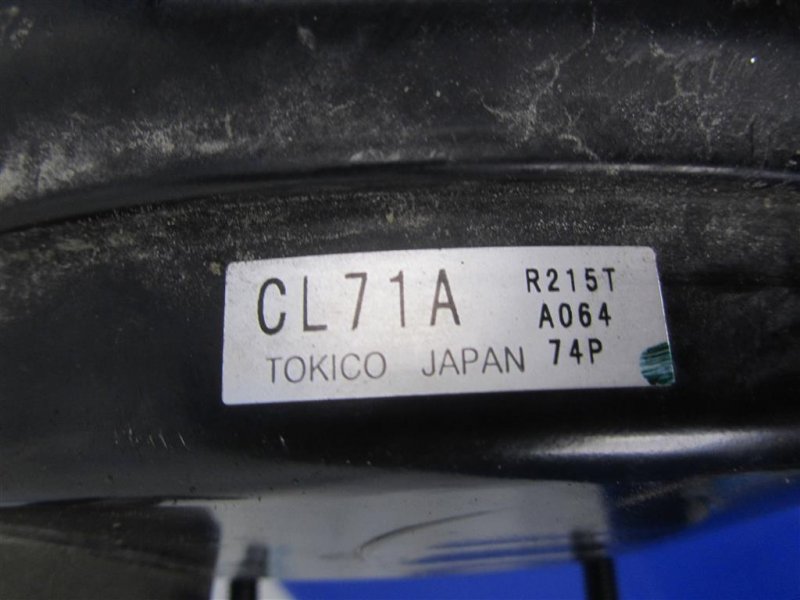 CL71A R215T
A064
TOKICO JAPAN 74P